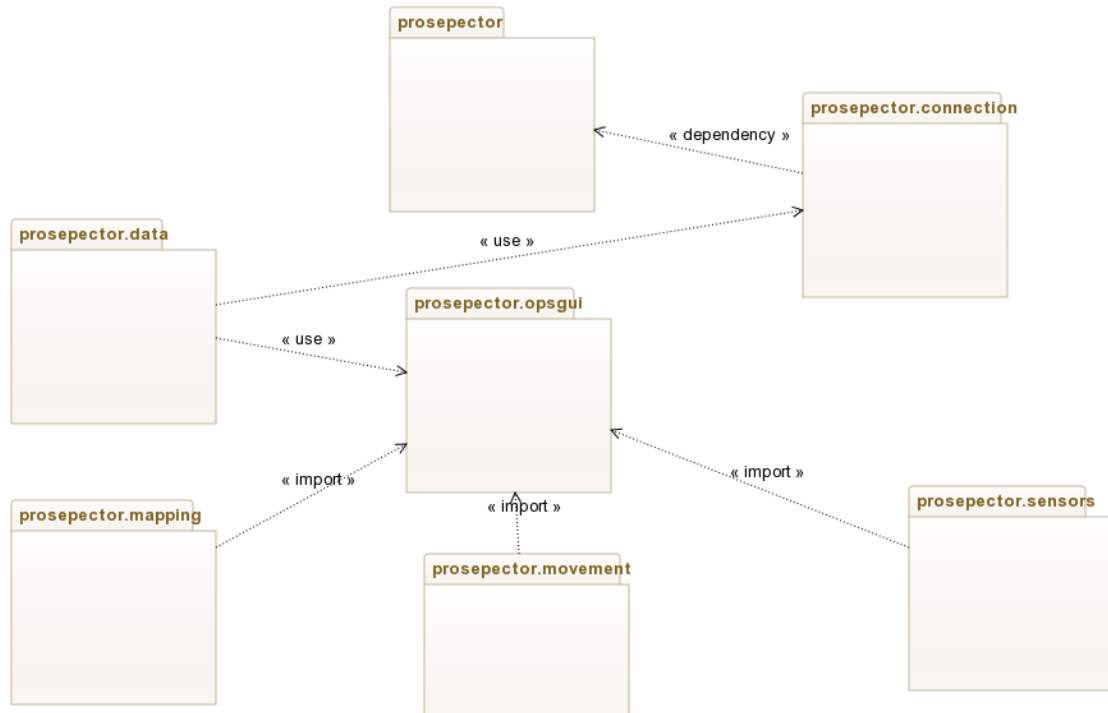 prosepector
prosepector.connection
« dependency »
prosepector.data
« use »
prosepector.opsgui
« use »
« import »
« import »
prosepector.sensors
prosepector.mapping
« import »
prosepector.movement